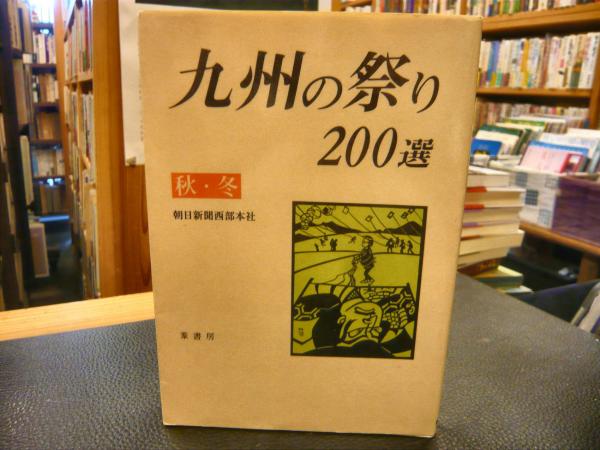 九州の祭り
200選
秋・冬
朝日新聞西部本社
葦書房